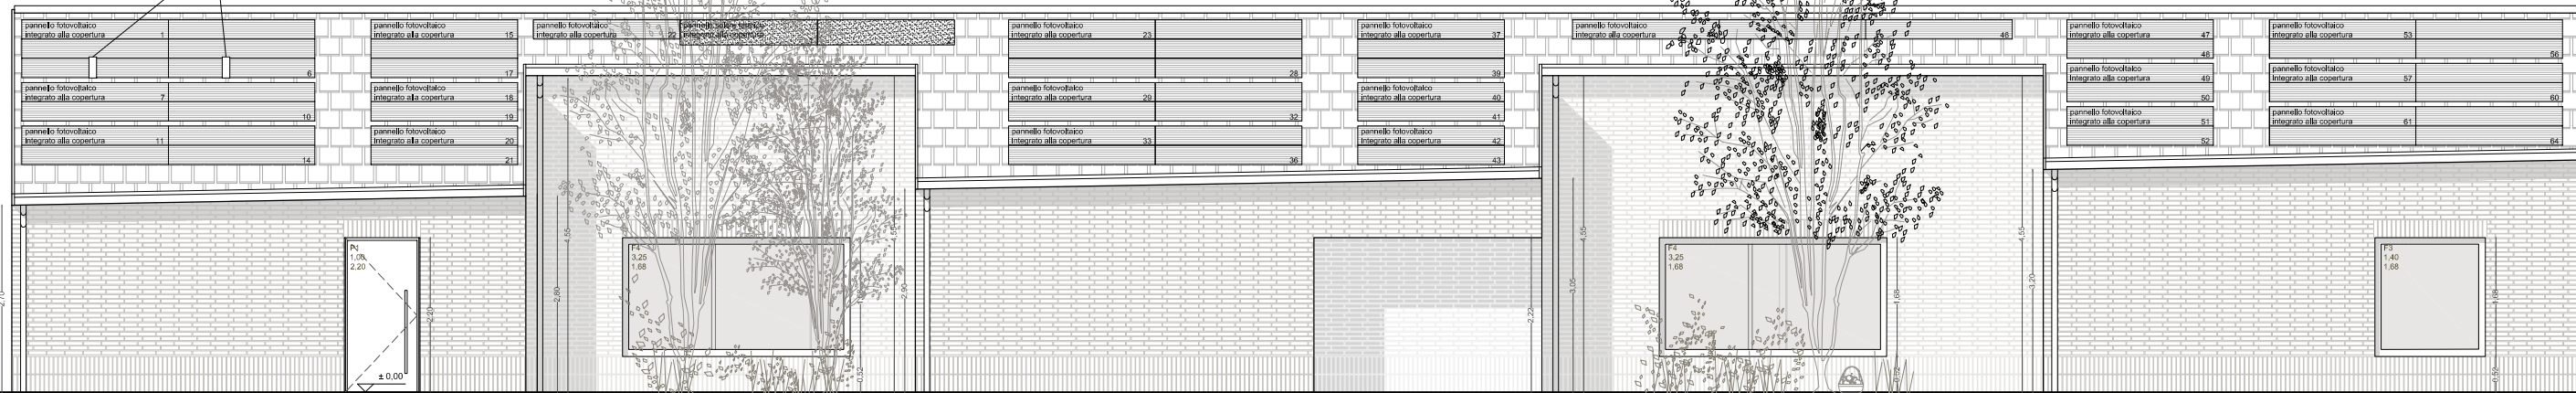 pannello fotovoltaico
integrato alla copertura 1
6
pannello fotovoltaico
integrato alla copertura 7
10
pannello fotovoltaico
integrato alla copertura 11
14
pannello fotovoltaico
integrato alla copertura 15
17
pannello fotovoltaico
integrato alla copertura 18
19
pannello fotovoltaico
integrato alla copertura 20
21
pannello fotovoltaico
integrato alla copertura 22
pannello fotovoltaico
integrato alla copertura 23
28
pannello fotovoltaico
integrato alla copertura 29
32
pannello fotovoltaico
integrato alla copertura 33
36
pannello fotovoltaico
integrato alla copertura 37
39
pannello fotovoltaico
integrato alla copertura 40
41
pannello fotovoltaico
integrato alla copertura 42
43
pannello fotovoltaico
integrato alla copertura
46
pannello fotovoltaico
integrato alla copertura 47
48
pannello fotovoltaico
integrato alla copertura 49
50
pannello fotovoltaico
integrato alla copertura 51
52
pannello fotovoltaico
integrato alla copertura 53
56
pannello fotovoltaico
integrato alla copertura 57
60
pannello fotovoltaico
integrato alla copertura 61
64
2,70
1,00
2.20
2,20
± 0,00
2,80
4,55
F4
3,25
1,68
0,52
2,90
2,22
3,05
4,55
F4
3,25
1,68
1,68
4,55
3,20
F3
1.40
1,68
1,68
0,52